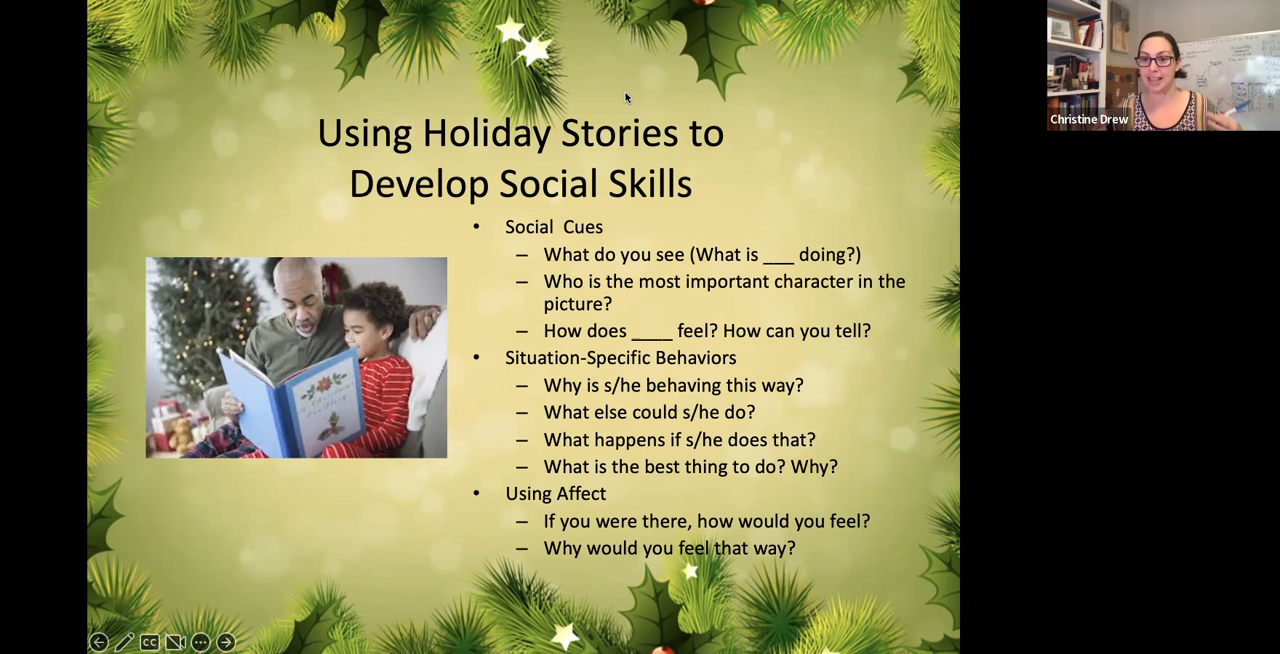 Using Holiday Stories to
Develop Social Skills
• Social Cues
– What do you see (What is ___ doing?)
– Who is the most important character in the
picture?
– How does ____ feel? How can you tell?
• Situation-Specific Behaviors
– Why is s/he behaving this way?
– What else could s/he do?
– What happens if s/he does that?
– What is the best thing to do? Why?
• Using Affect
– If you were there, how would you feel?
– Why would you feel that way?
Christine Drew
CC